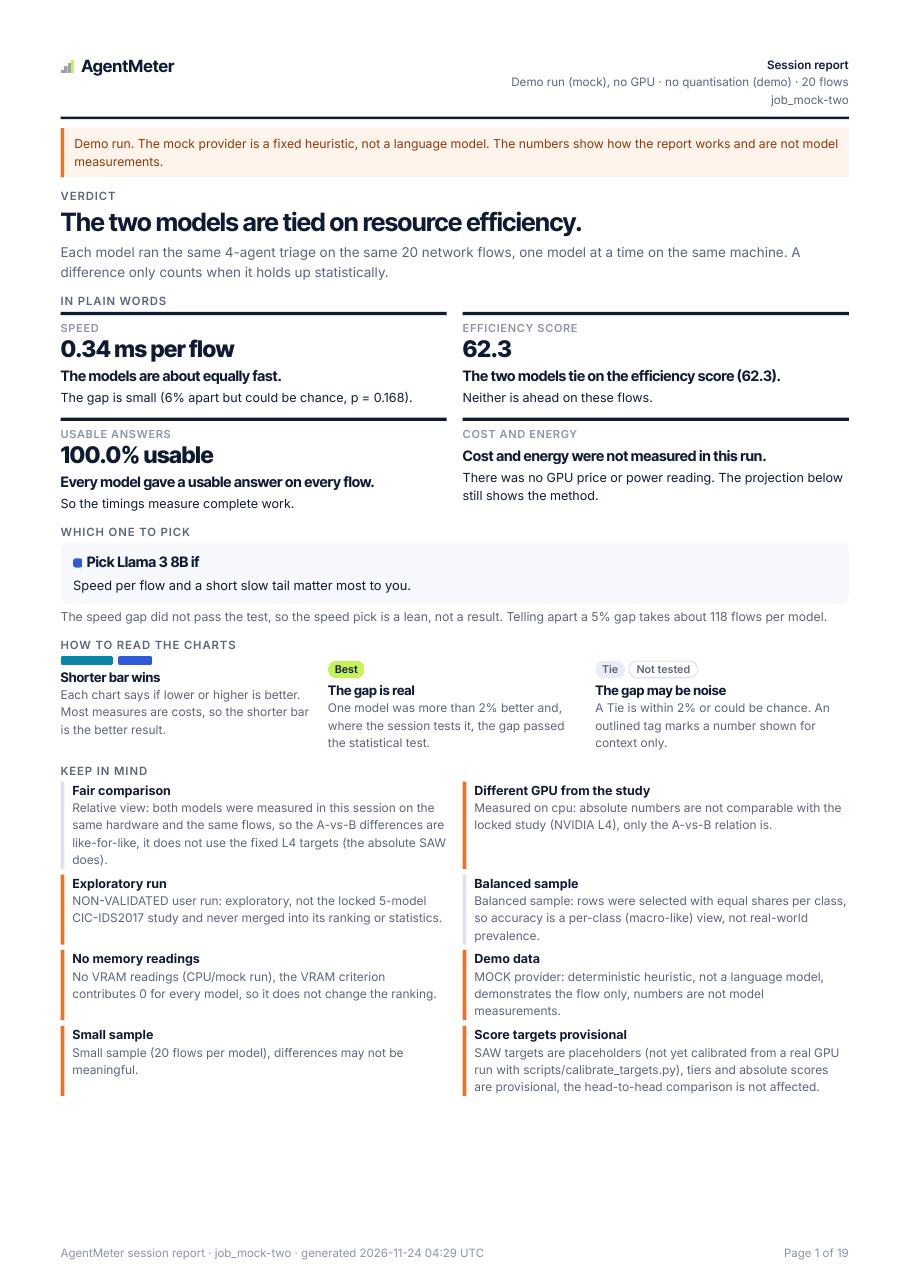 AgentMeter
Session report
Demo run (mock), no GPU · no quantisation (demo) · 20 flows
job_mock-two
Demo run. The mock provider is a fixed heuristic, not a language model. The numbers show how the report works and are not model
measurements.
VERDICT
The two models are tied on resource efficiency.
Each model ran the same 4-agent triage on the same 20 network flows, one model at a time on the same machine. A
difference only counts when it holds up statistically.
IN PLAIN WORDS
SPEED
0.34 ms per flow
The models are about equally fast.
The gap is small (6% apart but could be chance, p = 0.168).
EFFICIENCY SCORE
62.3
The two models tie on the efficiency score (62.3).
Neither is ahead on these flows.
USABLE ANSWERS
100.0% usable
Every model gave a usable answer on every flow.
So the timings measure complete work.
COST AND ENERGY
Cost and energy were not measured in this run.
There was no GPU price or power reading. The projection below
still shows the method.
WHICH ONE TO PICK
Pick Llama 3 8B if
Speed per flow and a short slow tail matter most to you.
The speed gap did not pass the test, so the speed pick is a lean, not a result. Telling apart a 5% gap takes about 118 flows per model.
HOW TO READ THE CHARTS
Shorter bar wins
Each chart says if lower or higher is better.
Most measures are costs, so the shorter bar
is the better result.
Best
The gap is real
One model was more than 2% better and,
where the session tests it, the gap passed
the statistical test.
Tie Not tested
The gap may be noise
A Tie is within 2% or could be chance. An
outlined tag marks a number shown for
context only.
KEEP IN MIND
Fair comparison
Relative view: both models were measured in this session on the
same hardware and the same flows, so the A-vs-B differences are
like-for-like, it does not use the fixed L4 targets (the absolute SAW
does).
Different GPU from the study
Measured on cpu: absolute numbers are not comparable with the
locked study (NVIDIA L4), only the A-vs-B relation is.
Exploratory run
NON-VALIDATED user run: exploratory, not the locked 5-model
CIC-IDS2017 study and never merged into its ranking or statistics.
Balanced sample
Balanced sample: rows were selected with equal shares per class,
so accuracy is a per-class (macro-like) view, not real-world
prevalence.
No memory readings
No VRAM readings (CPU/mock run), the VRAM criterion
contributes 0 for every model, so it does not change the ranking.
Demo data
MOCK provider: deterministic heuristic, not a language model,
demonstrates the flow only, numbers are not model
measurements.
Small sample
Small sample (20 flows per model), differences may not be
meaningful.
Score targets provisional
SAW targets are placeholders (not yet calibrated from a real GPU
run with scripts/calibrate_targets.py), tiers and absolute scores
are provisional, the head-to-head comparison is not affected.
AgentMeter session report · job_mock-two · generated 2026-11-24 04:29 UTC
Page 1 of 19